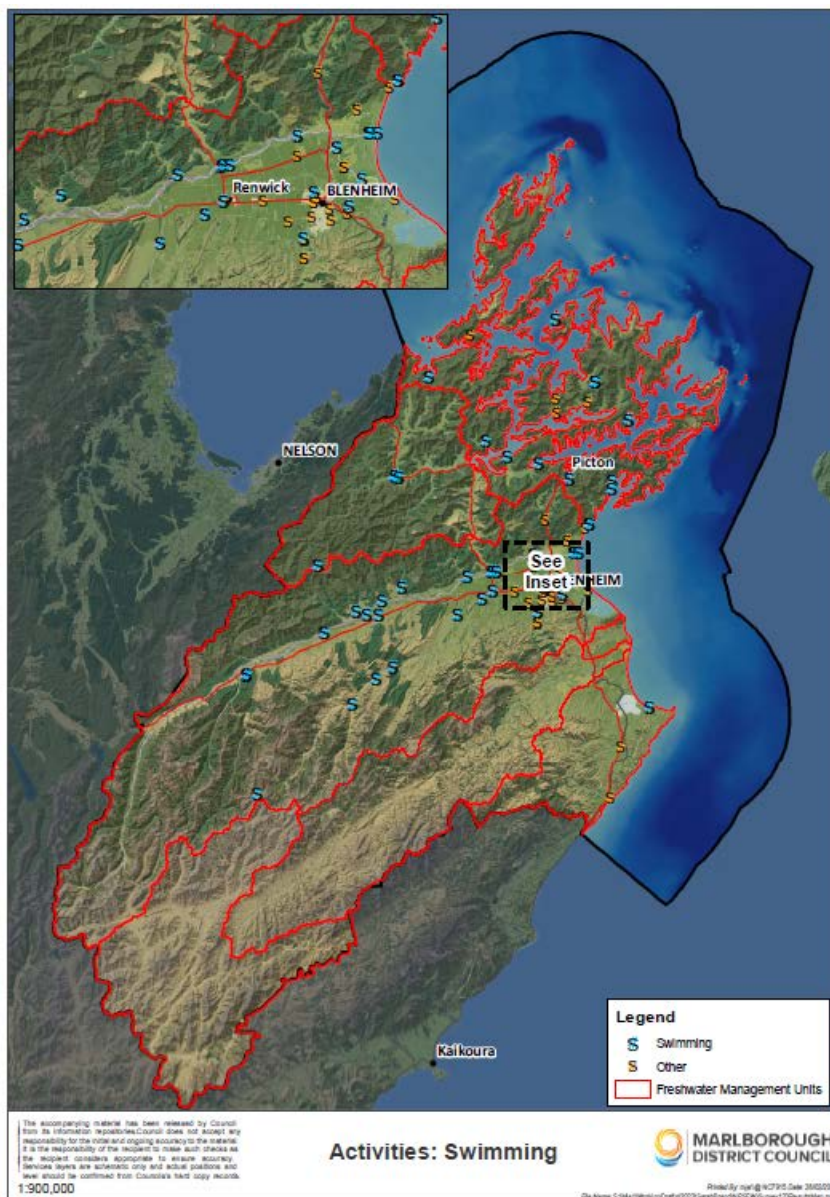 Renwick
BLENHEIM
NELSON
Picton
See
Inset
ENHEIM
Kaikoura
Legend
S Swimming
S Other
Freshwater Management Units
The accompanying material has been released by Council
from its information repositories.Council does not accept any
responsibility for the initial and ongoing accuracy to the material.
It is the responsibility of the recipient to make such checks as
the recipient considers appropriate to ensure accuracy.
Services layers are schematic only and actual positions and
level should be confirmed from Council's hard copy records.
1:900,000
Activities: Swimming
MARLBOROUGH
DISTRICT COUNCIL